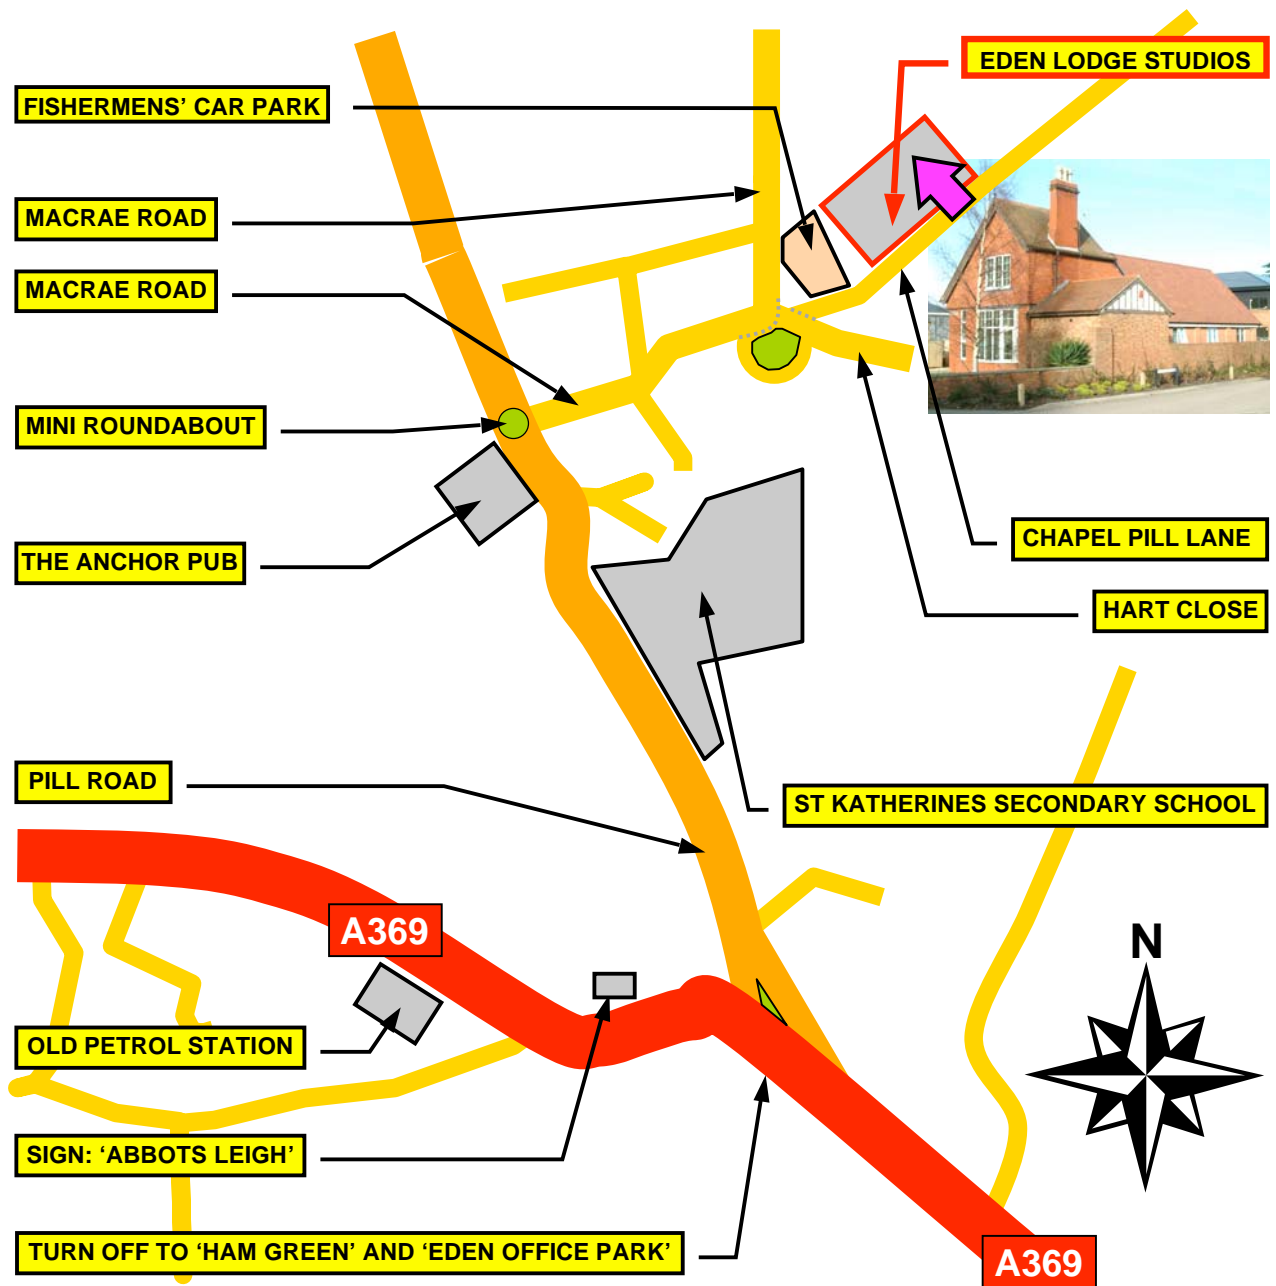 EDEN LODGE STUDIOS
FISHERMENS’ CAR PARK
MACRAE ROAD
MACRAE ROAD
MINI ROUNDABOUT
CHAPEL PILL LANE
THE ANCHOR PUB
HART CLOSE
PILL ROAD
ST KATHERINES SECONDARY SCHOOL
A369
N
OLD PETROL STATION
SIGN: ‘ABBOTS LEIGH’
TURN OFF TO ‘HAM GREEN’ AND ‘EDEN OFFICE PARK’
A369